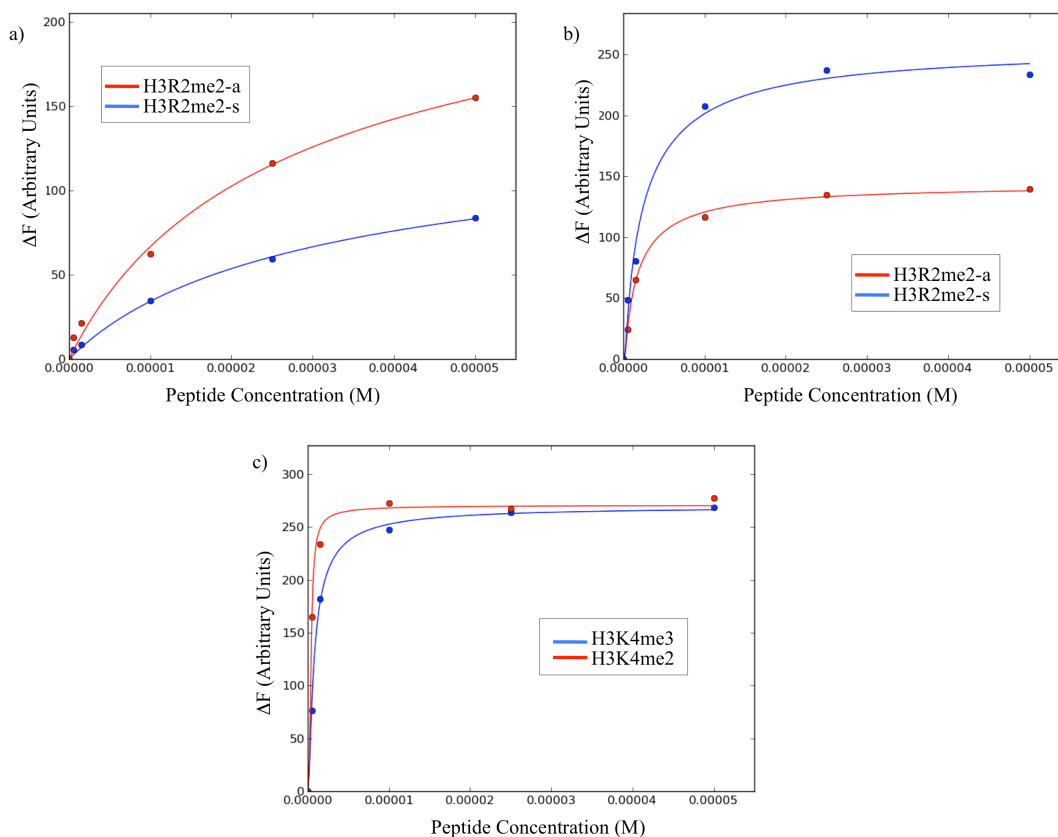 a)
200
150
100
50
0
ΔF (Arbitrary Units)
H3R2me2-a
H3R2me2-s
0.00000 0.00001 0.00002 0.00003 0.00004 0.00005
Peptide Concentration (M)
b)
250
200
150
100
50
0
ΔF (Arbitrary Units)
H3R2me2-a
H3R2me2-s
0.00000 0.00001 0.00002 0.00003 0.00004 0.00005
Peptide Concentration (M)
c)
300
250
200
150
100
50
0
ΔF (Arbitrary Units)
H3K4me3
H3K4me2
0.00000 0.00001 0.00002 0.00003 0.00004 0.00005
Peptide Concentration (M)